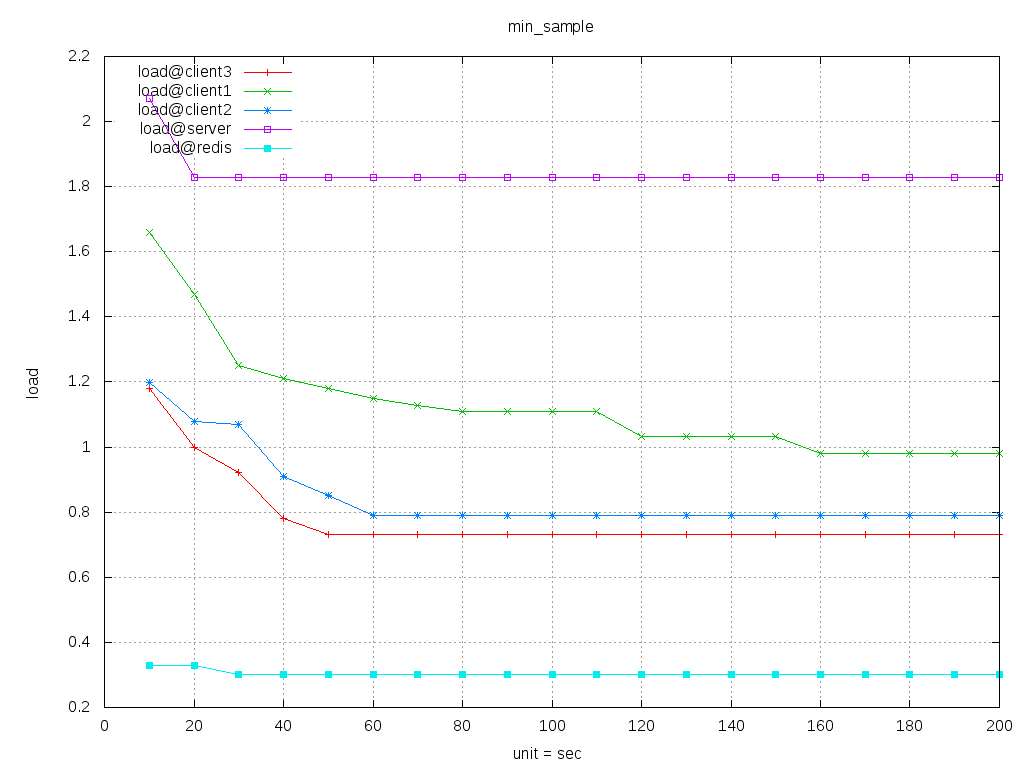 min_sample
load@client3
load@client1
load@client2
load@server
load@redis
2.2
2
1.8
1.6
1.4
1.2
1
0.8
0.6
0.4
0.2
load
0 20 40 60 80 100 120 140 160 180 200
unit = sec